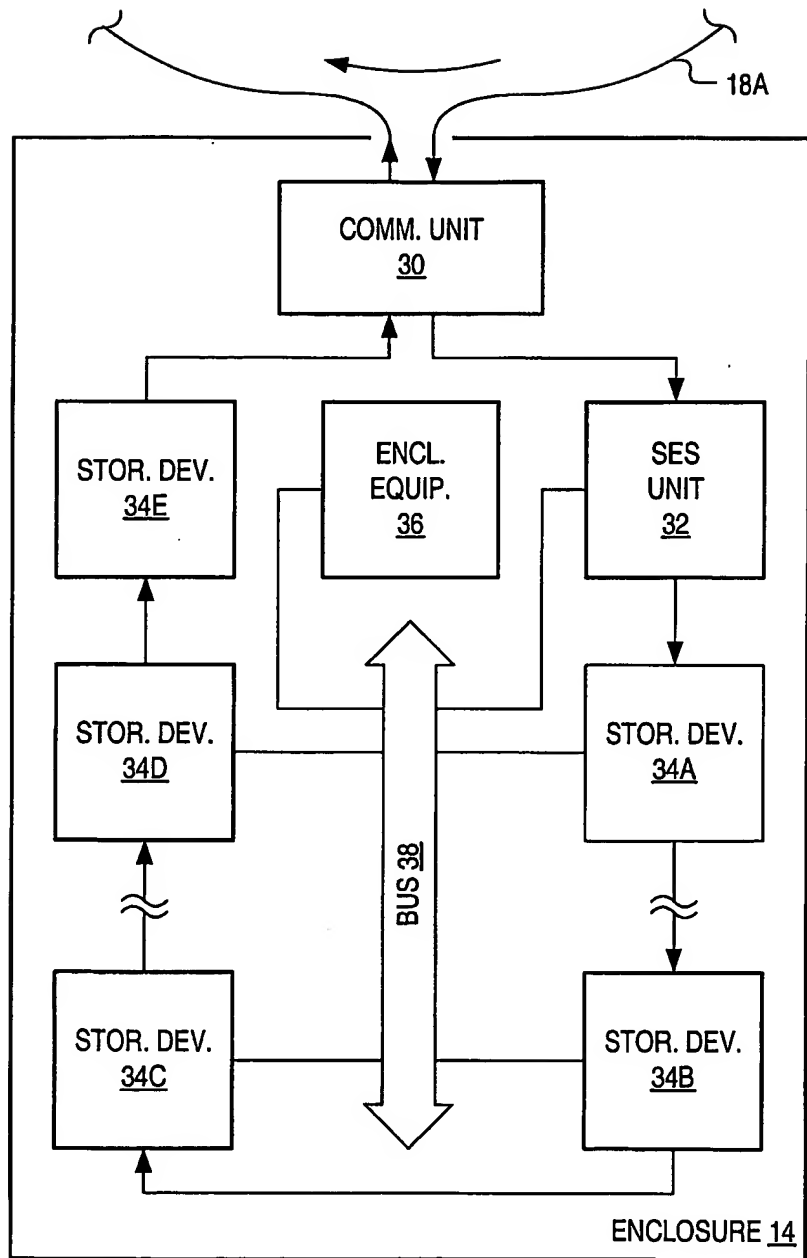 18A
COMM. UNIT
30
STOR. DEV.
34E
ENCL.
EQUIP.
36
SES
UNIT
32
STOR. DEV.
34D
STOR. DEV.
34A
BUS 38
STOR. DEV.
34C
STOR. DEV.
34B
ENCLOSURE 14